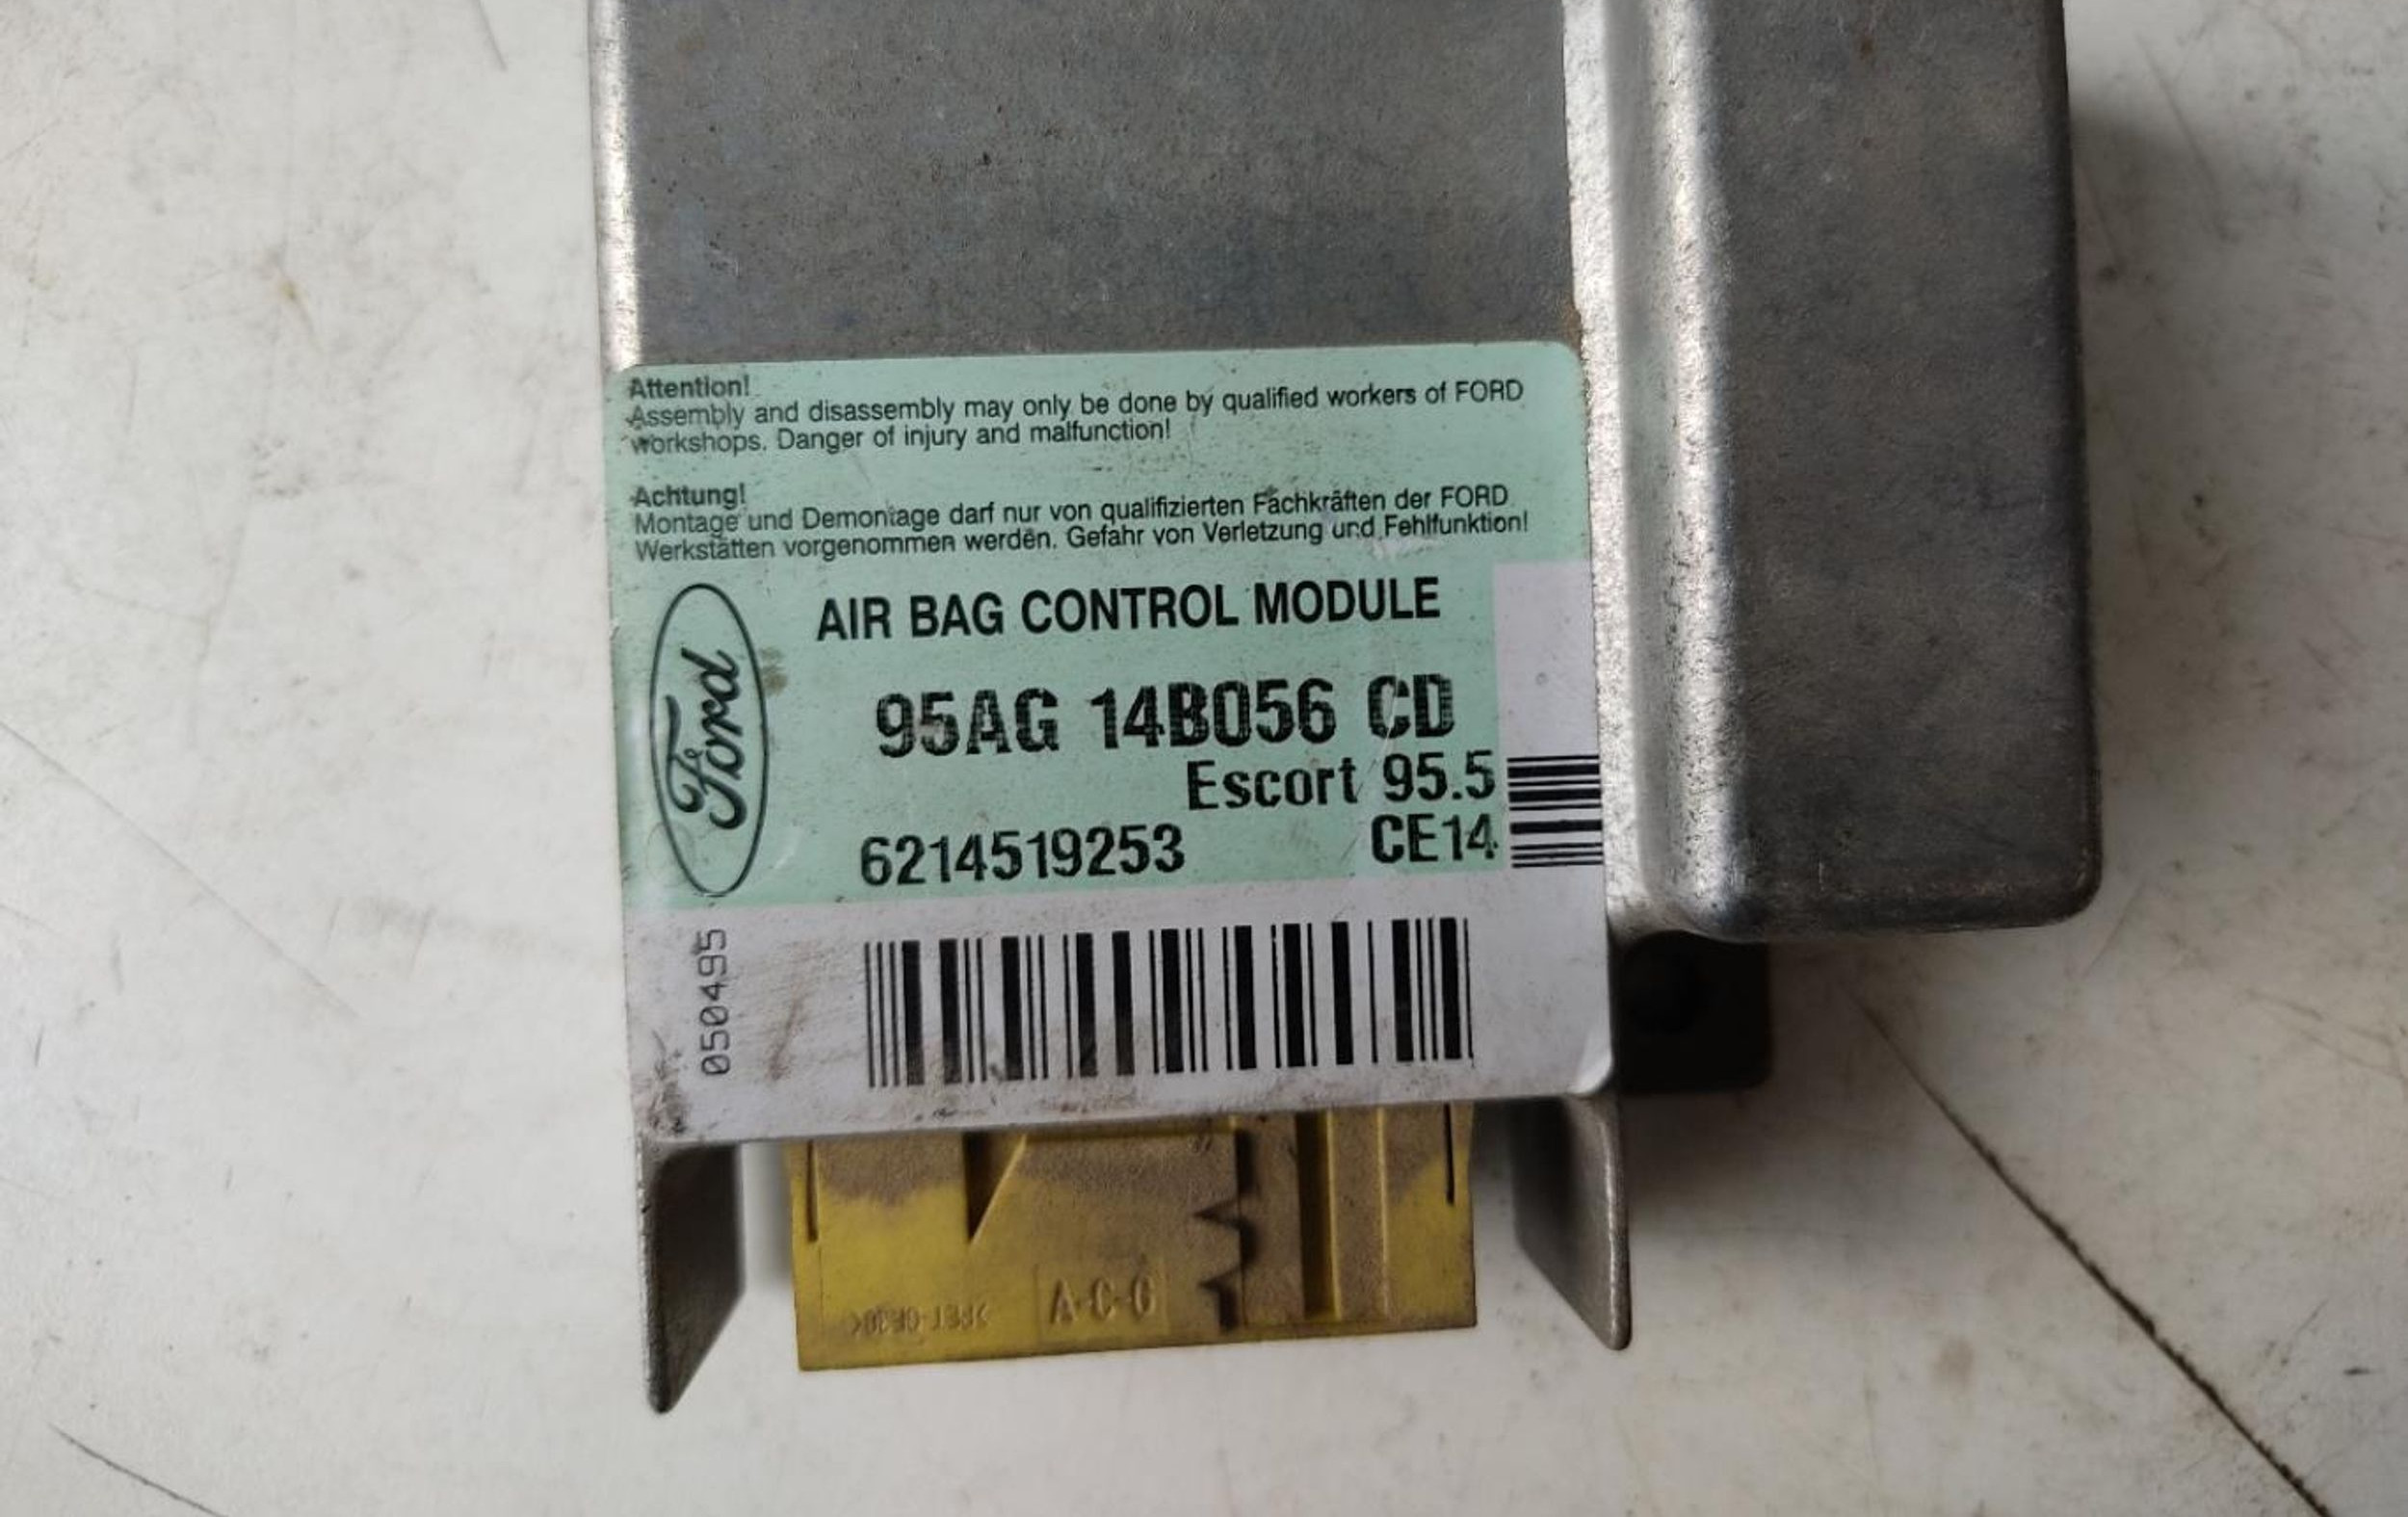 Attention!
Assembly and disassembly may only be done by qualified workers of FORD
workshops. Danger of injury and malfunction!
Achtung!
Montage und Demontage darf nur von qualifizierten Fachkräften der FORD
Werkstätten vorgenommen werden. Gefahr von Verletzung und Fehlfunktion!
Ford
AIR BAG CONTROL MODULE
95AG 14B056 CD
Escort 95.5
6214519253 CE14
0504495
A-C-G